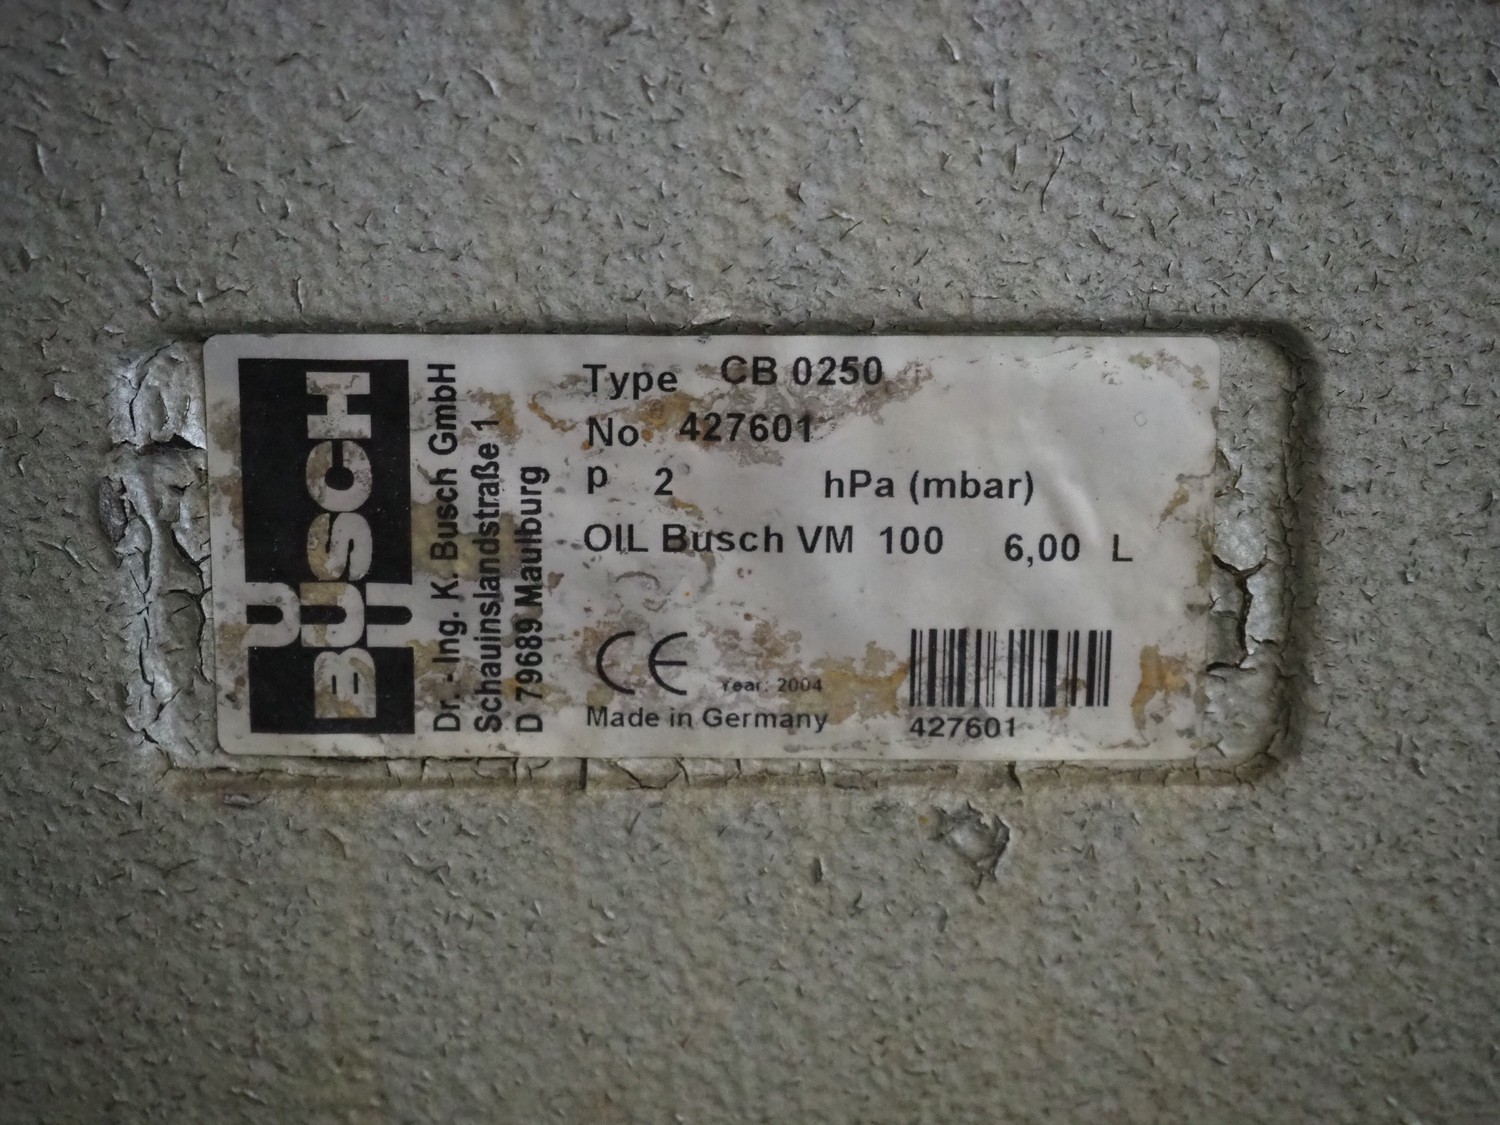 BUSCH
Dr. - Ing. K. Busch GmbH
Schauinslandstraße 1
D 79689 Maulburg
Type CB 0250
No 427601
p 2 hPa (mbar)
OIL Busch VM 100 6,00 L
CE Year: 2004
Made in Germany
427601